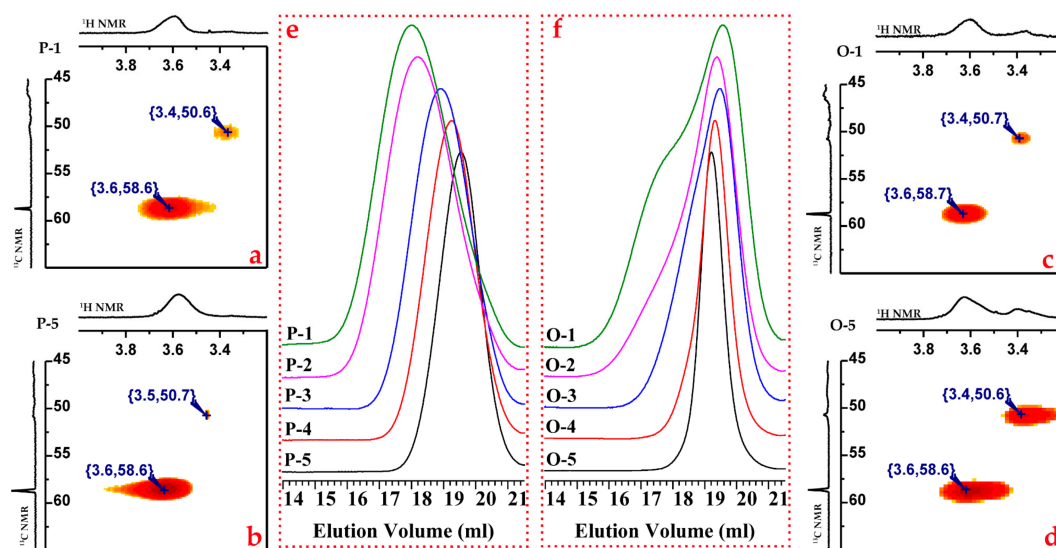 ¹H NMR
P-1
3.8 3.6 3.4
45
50
55
60
{3.4,50.6}
{3.6,58.6}
¹³C NMR
a
¹H NMR
P-5
3.8 3.6 3.4
45
50
55
60
{3.5,50.7}
{3.6,58.6}
¹³C NMR
b
e
P-1
P-2
P-3
P-4
P-5
14 15 16 17 18 19 20 21
Elution Volume (ml)
f
O-1
O-2
O-3
O-4
O-5
14 15 16 17 18 19 20 21
Elution Volume (ml)
¹H NMR
O-1
3.8 3.6 3.4
45
50
55
60
{3.4,50.7}
{3.6,58.7}
¹³C NMR
c
¹H NMR
O-5
3.8 3.6 3.4
45
50
55
60
{3.4,50.6}
{3.6,58.6}
¹³C NMR
d